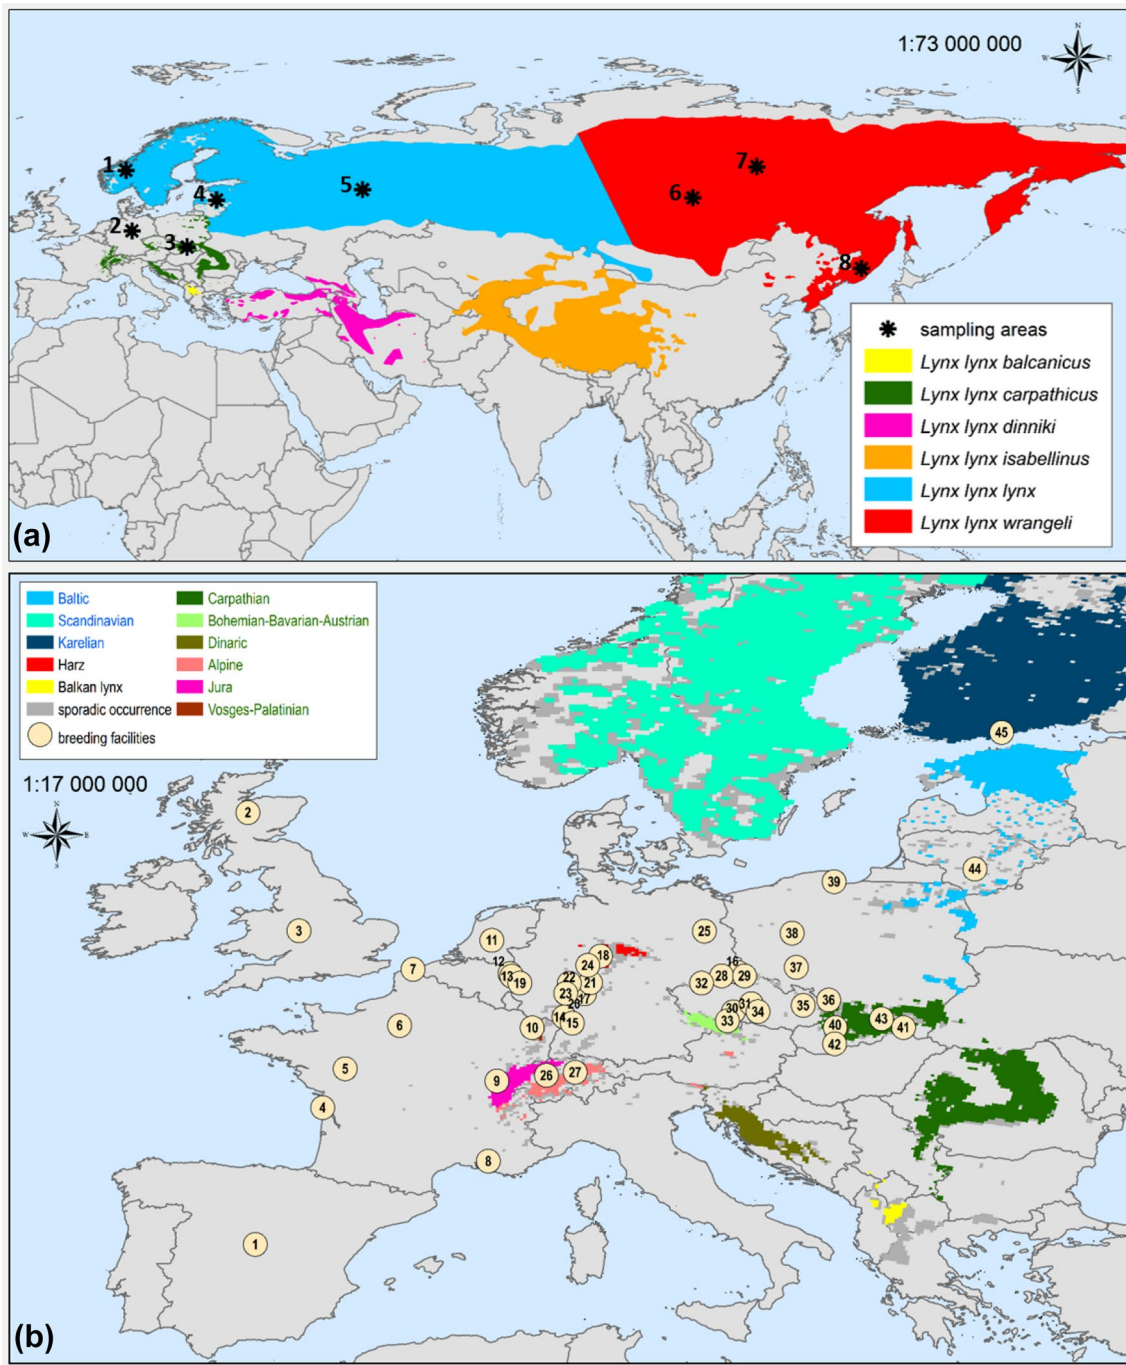 1:73 000 000
N
W
E
S
1
2
3
4
5
6
7
8
sampling areas
Lynx lynx balcanicus
Lynx lynx carpathicus
Lynx lynx dinniki
Lynx lynx isabellinus
Lynx lynx lynx
Lynx lynx wrangeli
(a)
Baltic
Scandinavian
Karelian
Harz
Balkan lynx
sporadic occurrence
breeding facilities
Carpathian
Bohemian-Bavarian-Austrian
Dinaric
Alpine
Jura
Vosges-Palatinian
1:17 000 000
N
W
E
S
45
2
44
39
3
11
25
38
18
24
7
12
13
19
22
21
23
17
20
16
32
28
29
37
6
10
14
15
31
30
33
34
35
36
40
43
41
42
5
9
26
27
4
8
1
(b)